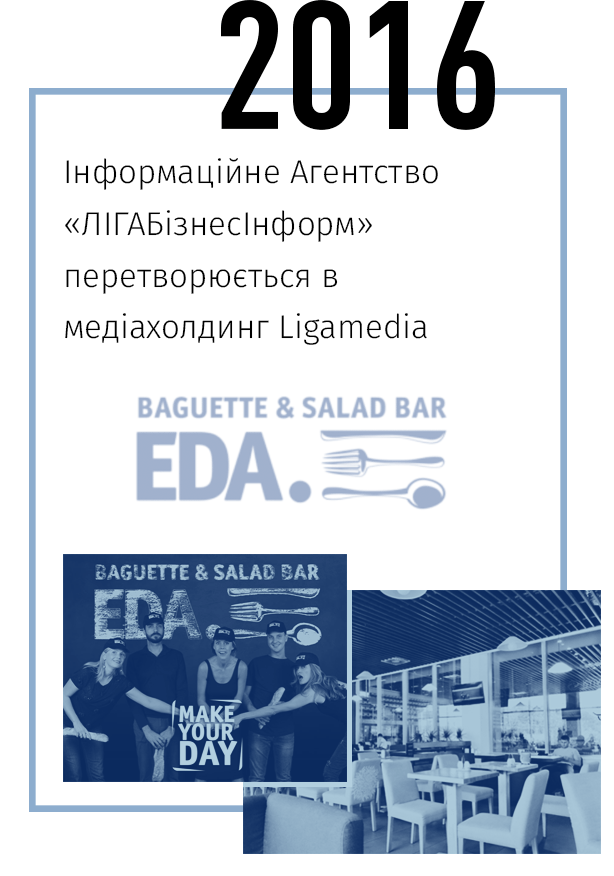 2016
Інформаційне Агентство
«ЛІГАБізнесІнформ»
перетворюється в
медіахолдинг Ligamedia
BAGUETTE & SALAD BAR
EDA.
BAGUETTE & SALAD BAR
EDA.
MAKE
YOUR
DAY